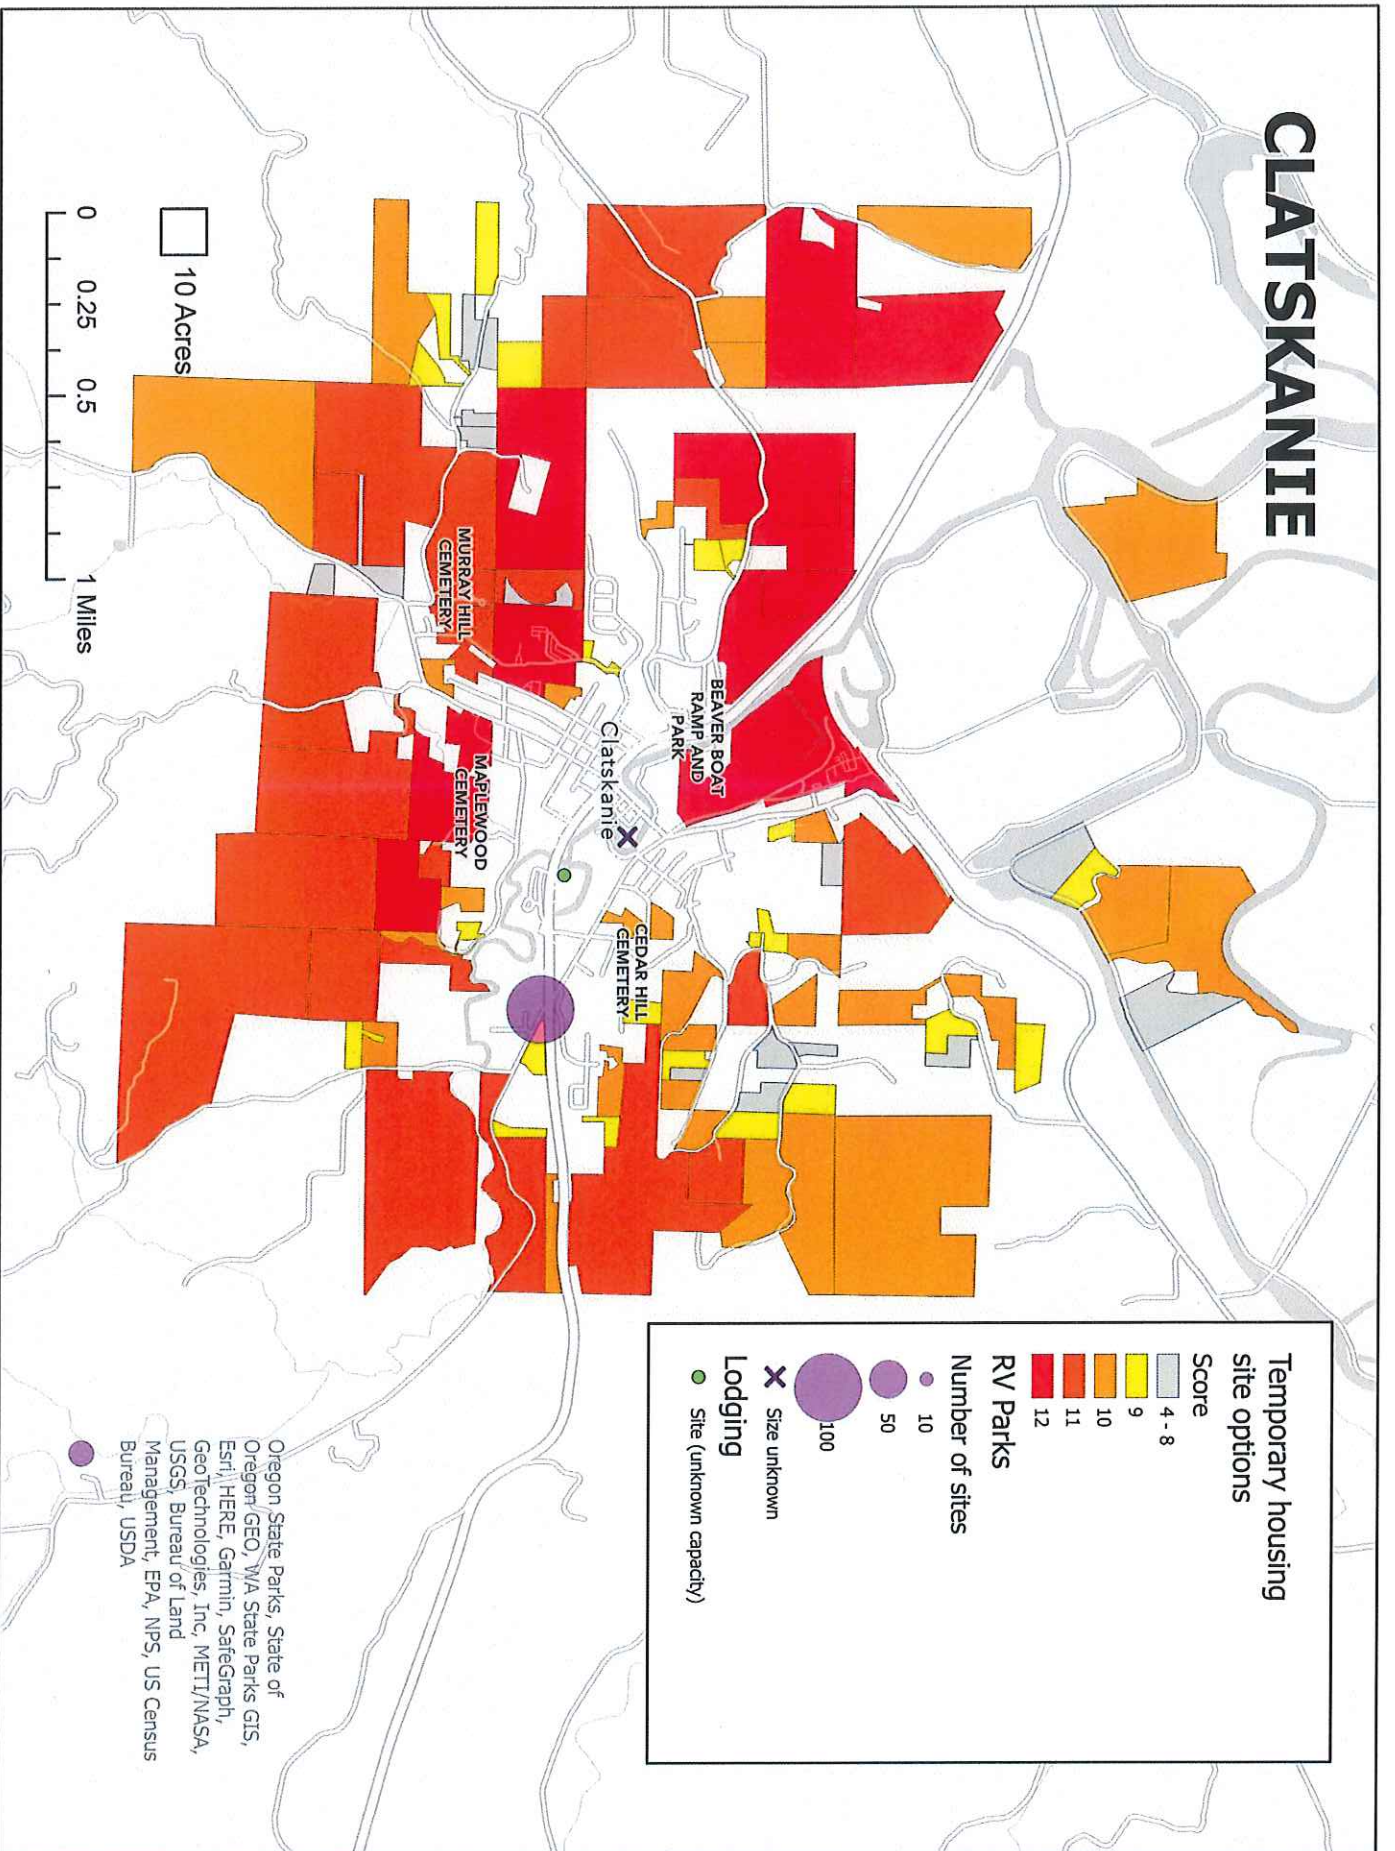 CLATSKANIE
Temporary housing
site options
Score
4 - 8
9
10
11
12
RV Parks
Number of sites
10
50
100
Size unknown
Lodging
Site (unknown capacity)
BEAVER BOAT
RAMP AND
PARK
Clatskanie
CEDAR HILL
CEMETERY
MURRAY HILL
CEMETERY
MAPLEWOOD
CEMETERY
10 Acres
0 0.25 0.5 1 Miles
Oregon State Parks, State of
Oregon GEO, WA State Parks GIS,
Esri, HERE, Garmin, SafeGraph,
GeoTechnologies, Inc, METI/NASA,
USGS, Bureau of Land
Management, EPA, NPS, US Census
Bureau, USDA